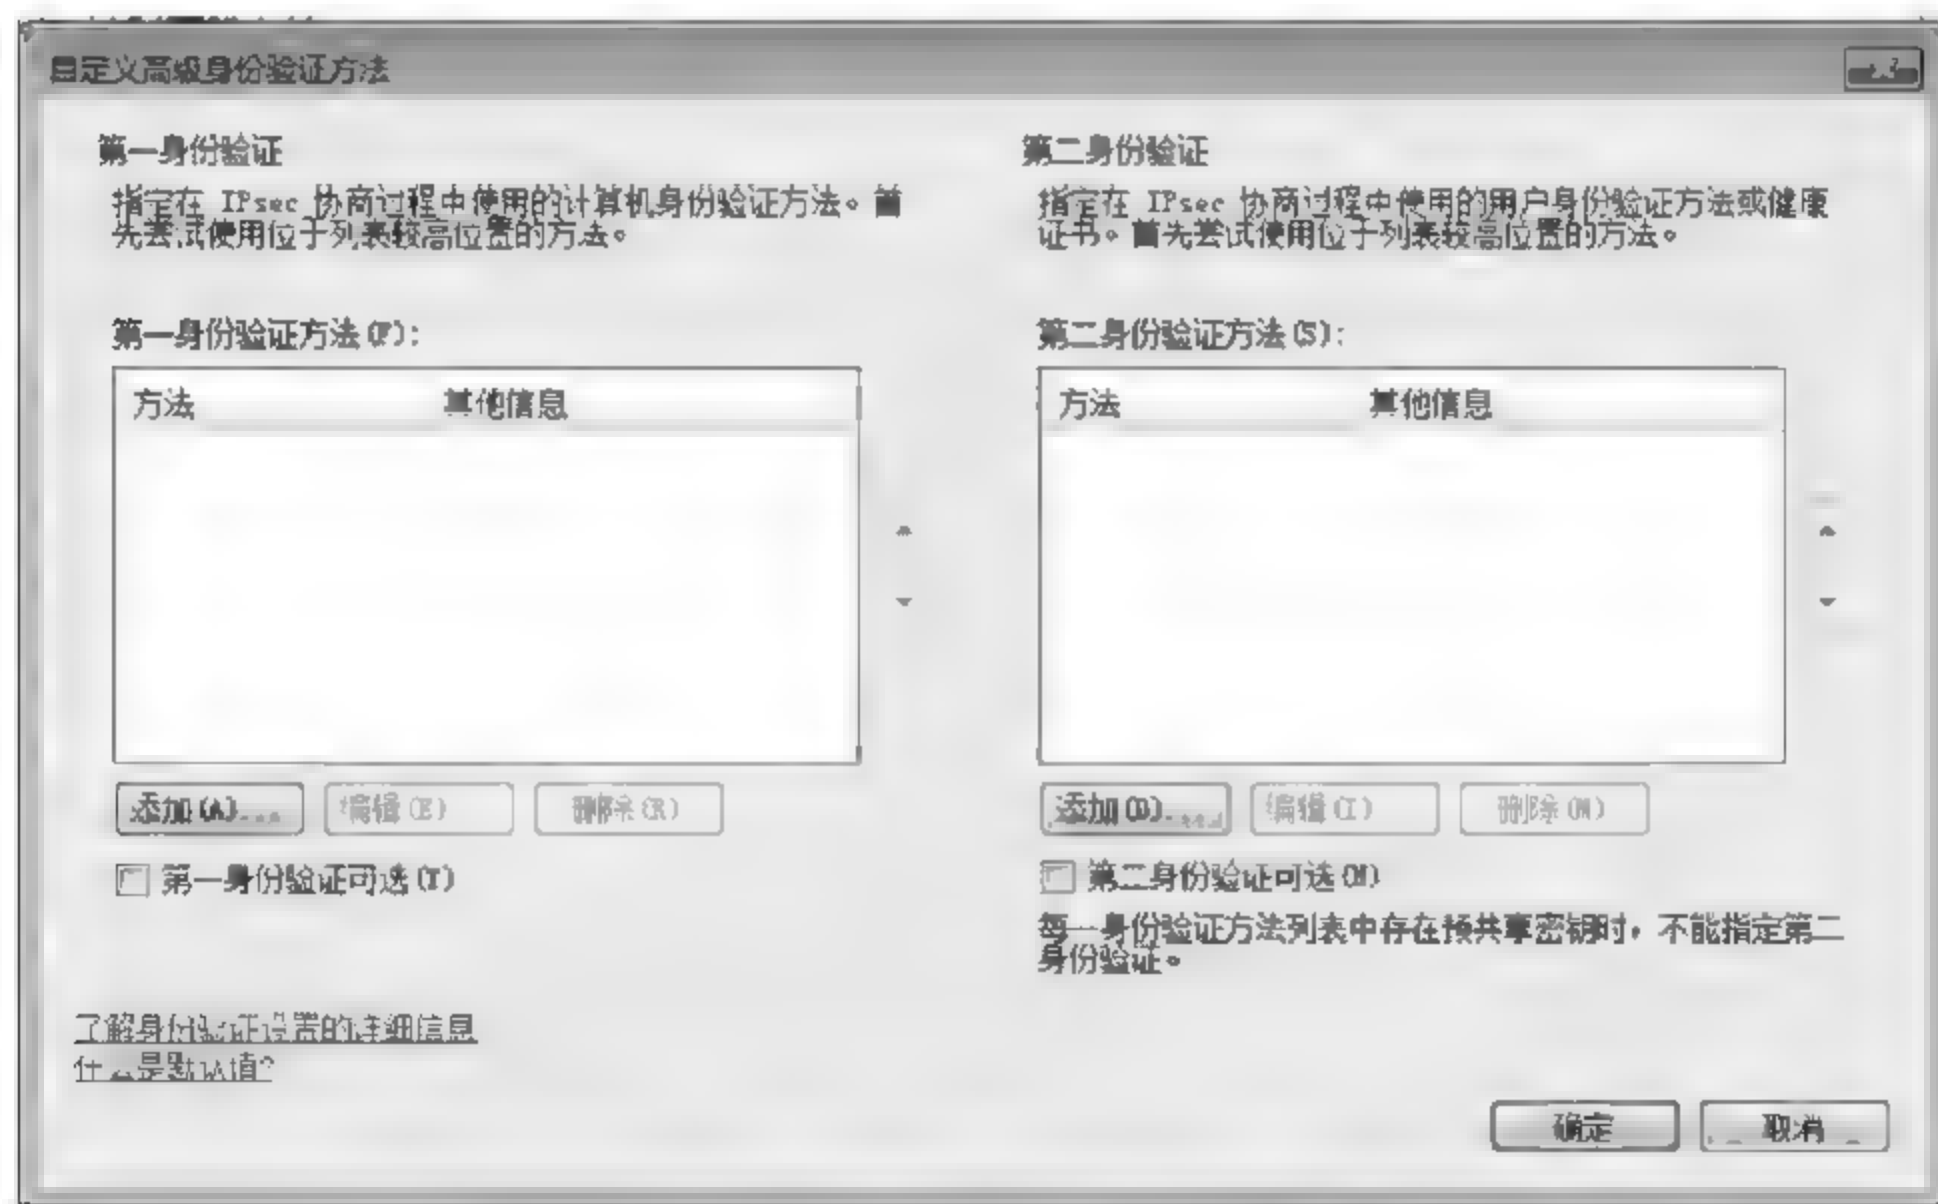 自定义高级身份验证方法
第一身份验证
指定在 IPsec 协商过程中使用的计算机身份验证方法。首
先尝试使用位于列表较高位置的方法。
第一身份验证方法(F):
方法 其他信息
添加(A)... 编辑(E) 删除(R)
第一身份验证可选(T)
第二身份验证
指定在 IPsec 协商过程中使用的用户身份验证方法或健康
证书。首先尝试使用位于列表较高位置的方法。
第二身份验证方法(S):
方法 其他信息
添加(D)... 编辑(I) 删除(M)
第二身份验证可选
一身份验证方法列表中存在预共享密钥时，不能指定第二
身份验证。
了解身份验证设置的详细信息
什么是默认值?
确定 取消